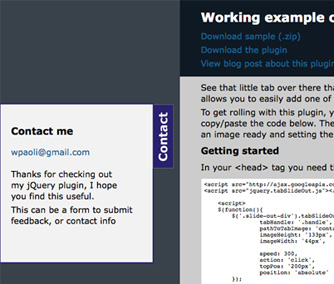 Working example o
Download sample (.zip)
Download the plugin
View blog post about this plugin
See that little tab over there tha
allows you to easily add one of
To get rolling with this plugin, y
copy/paste the code below. The
an image ready and setting the
Getting started
In your <head> tag you need t
<script src="http://ajax.googleapis.co
<script src="jquery.tabSlideOut.js"></
<script>
$(function(){
$('.slide-out-div').tabSlideO
tabHandle: '.handle',
pathToTabImage: 'conta
imageHeight: '133px',
imageWidth: '44px',
speed: 300,
action: 'click',
topPos: '200px',
position: 'absolute'
});
Contact
Contact me
wpaoli@gmail.com
Thanks for checking out
my jQuery plugin, I hope
you find this useful.
This can be a form to submit
feedback, or contact info